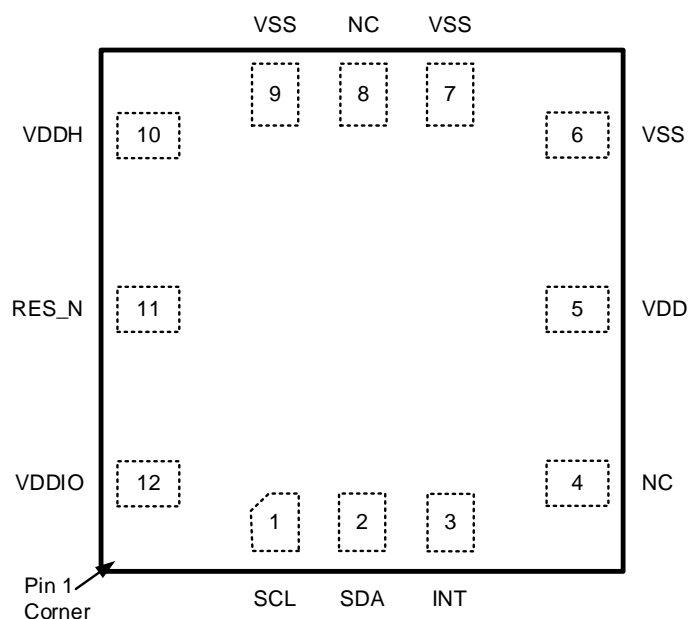 VSS NC VSS
9 8 7
VDDH 10 6 VSS
RES_N 11 5 VDD
VDDIO 12 4 NC
1 2 3
Pin 1
Corner
SCL SDA INT